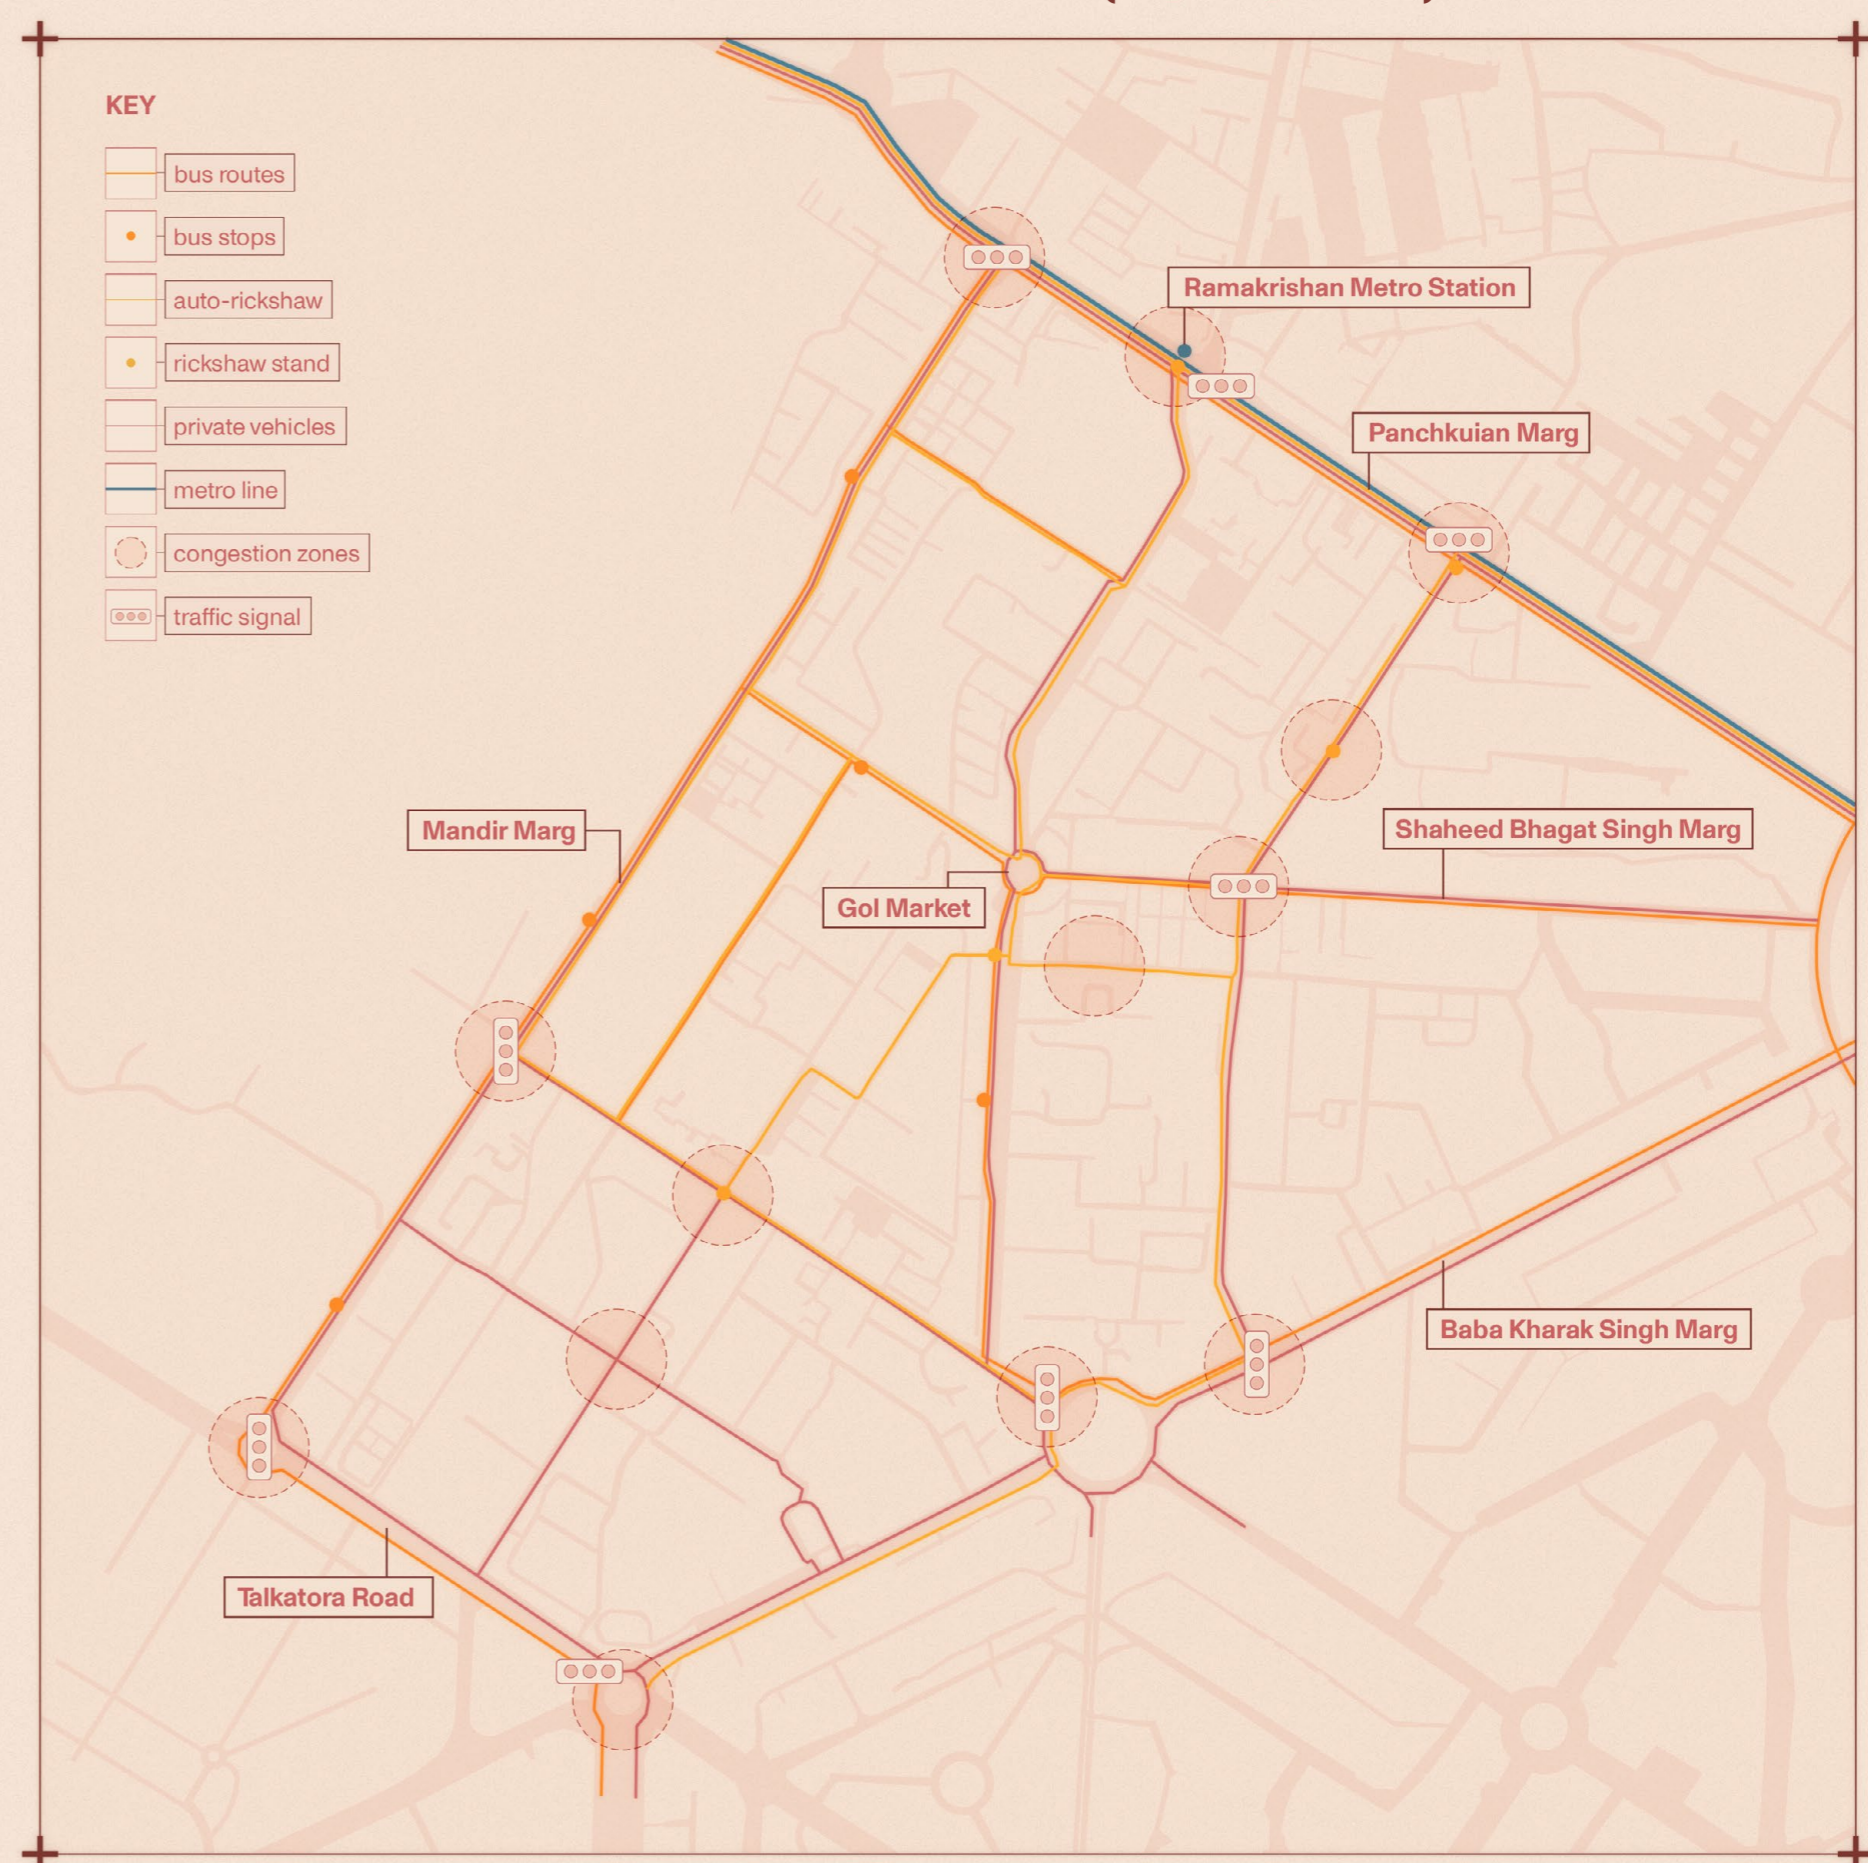 KEY
bus routes
bus stops
auto-rickshaw
rickshaw stand
private vehicles
metro line
congestion zones
traffic signal
Ramakrishan Metro Station
Panchkuian Marg
Mandir Marg
Shaheed Bhagat Singh Marg
Gol Market
Baba Kharak Singh Marg
Talkatora Road